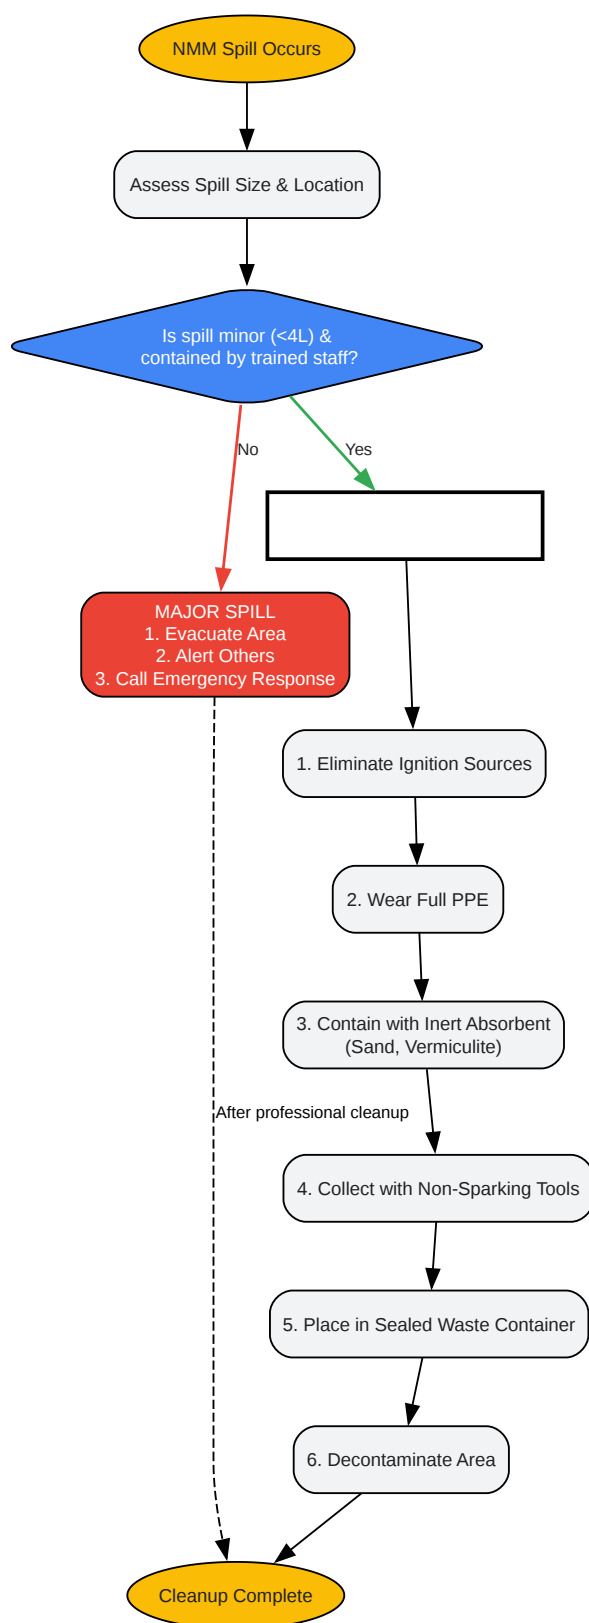 NMM Spill Occurs
Assess Spill Size & Location
Is spill minor (<4L) &
contained by trained staff?
No
Yes
MAJOR SPILL
1. Evacuate Area
2. Alert Others
3. Call Emergency Response
1. Eliminate Ignition Sources
2. Wear Full PPE
3. Contain with Inert Absorbent
(Sand, Vermiculite)
After professional cleanup
4. Collect with Non-Sparking Tools
5. Place in Sealed Waste Container
6. Decontaminate Area
Cleanup Complete